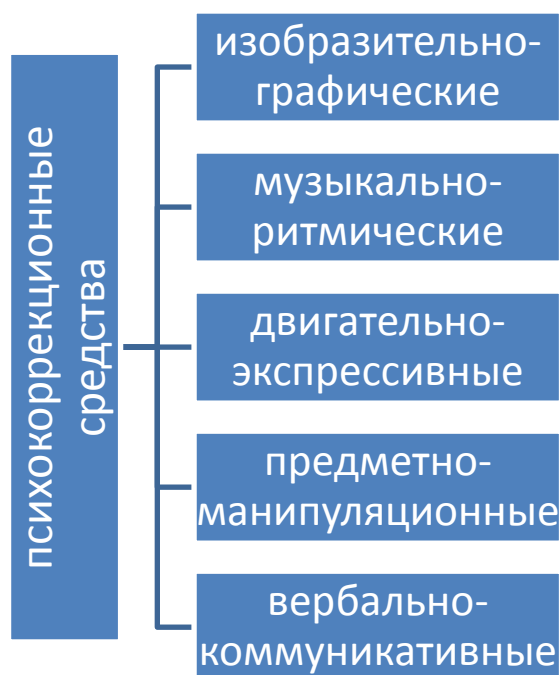 психокоррекционные
средства
изобразительно-
графические
музыкально-
ритмические
двигательно-
экспрессивные
предметно-
манипуляционные
вербально-
коммуникативные